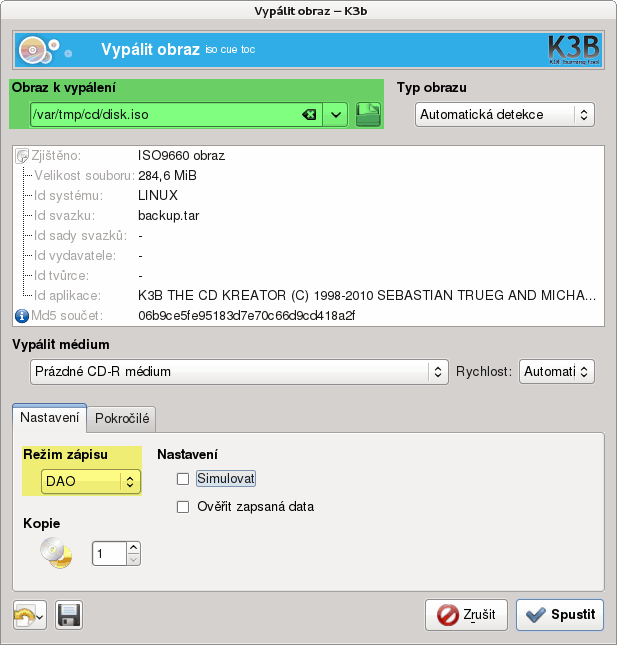 Vypálit obraz – K3b
Vypálit obraz iso cue toc
K3B
KDE Burning Tool
Obraz k vypálení
Typ obrazu
/var/tmp/cd/disk.iso
Automatická detekce
Zjištěno: ISO9660 obraz
Velikost souboru: 284,6 MiB
Id systému: LINUX
Id svazku: backup.tar
Id sady svazků: -
Id vydavatele: -
Id tvůrce: -
Id aplikace: K3B THE CD KREATOR (C) 1998-2010 SEBASTIAN TRUEG AND MICHA...
Md5 součet: 06b9ce5fe95183d7e70c66d9cd418a2f
Vypálit médium
Prázdné CD-R médium
Rychlost: Automati
Nastavení
Pokročilé
Režim zápisu
DAO
Nastavení
Simulovat
Ověřit zapsaná data
Kopie
1
Zrušit
Spustit